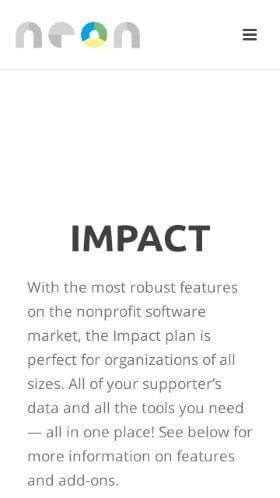 neon
IMPACT
With the most robust features
on the nonprofit software
market, the Impact plan is
perfect for organizations of all
sizes. All of your supporter’s
data and all the tools you need
— all in one place! See below for
more information on features
and add-ons.